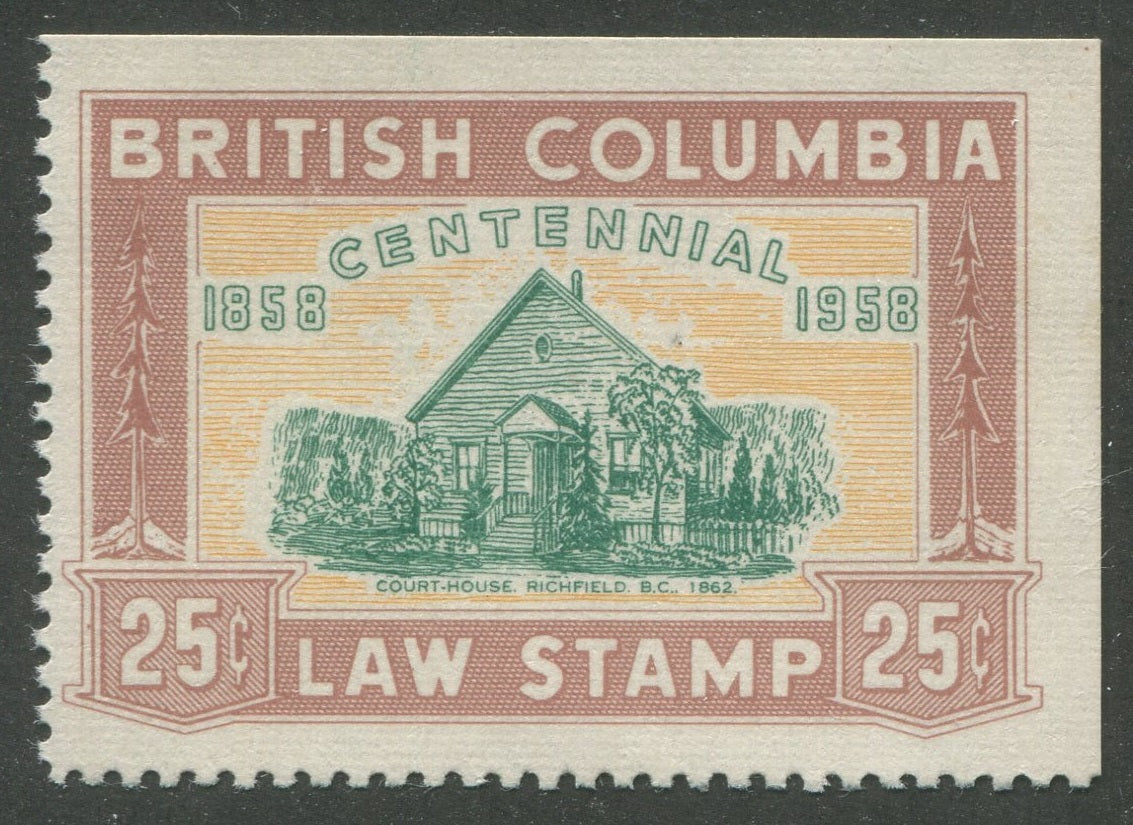 BRITISH COLUMBIA
CENTENNIAL
1858 1958
COURT-HOUSE. RICHFIELD. B.C.. 1862.
25¢ LAW STAMP 25¢